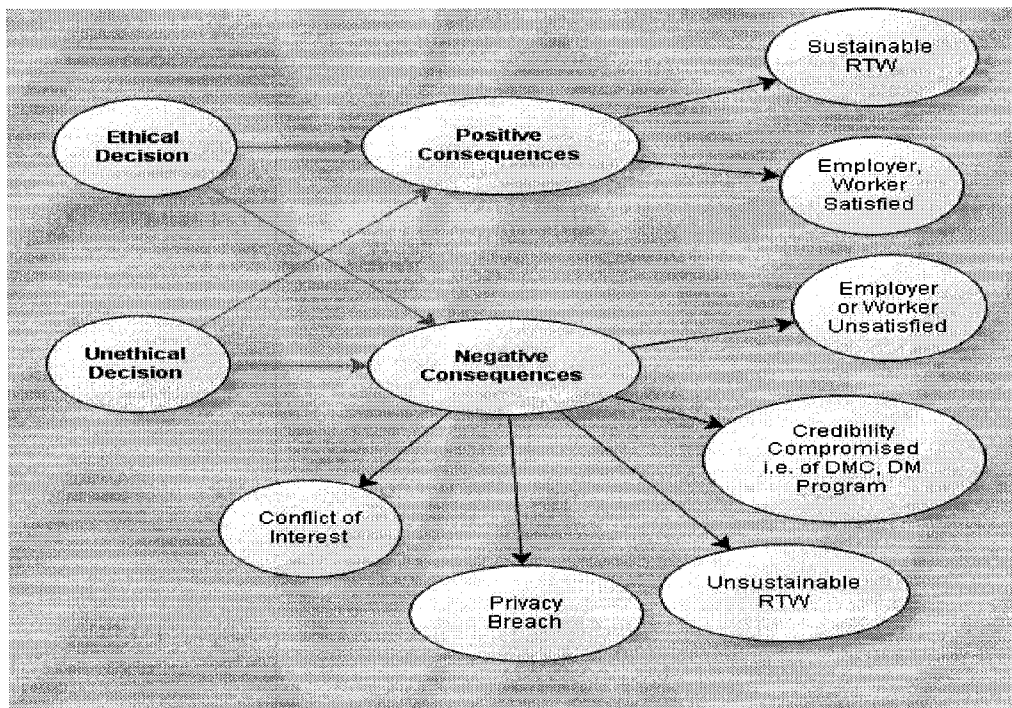 Sustainable
RTW
Ethical
Decision
Positive
Consequences
Employer,
Worker
Satisfied
Employer
or Worker
Unsatisfied
Unethical
Decision
Negative
Consequences
Credibility
Compromised
i.e. of DMC, DM
Program
Conflict of
Interest
Privacy
Breach
Unsustainable
RTW